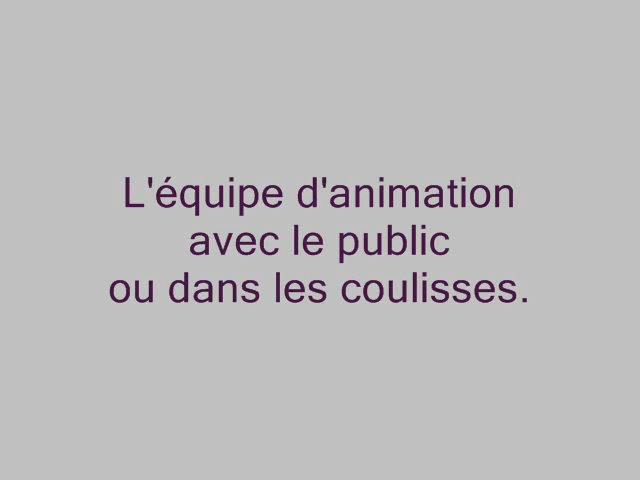 L'équipe d'animation
avec le public
ou dans les coulisses.